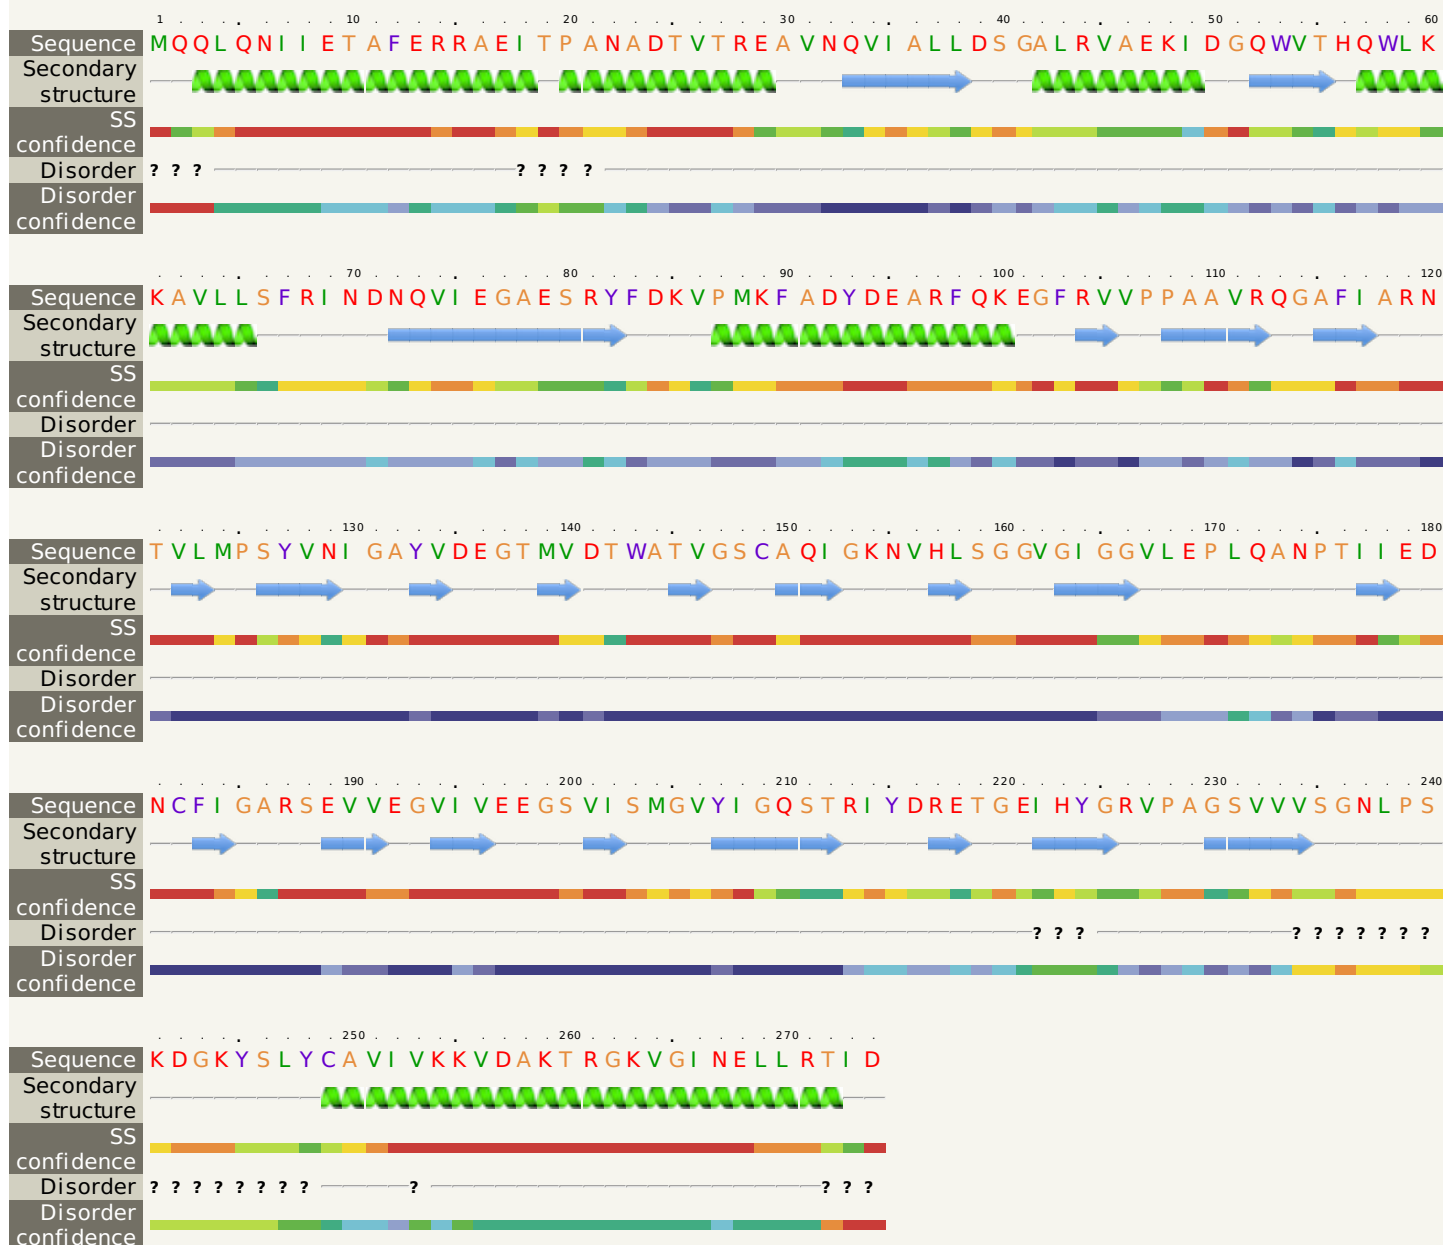 1 . . . . 10 . . . . 20 . . . . 30 . . . . 40 . . . . 50 . . . . 60
Sequence MQQLQNIIETAFERRAEITPANADTVTREAVNQVIALLDSGALRVAEKIDGQWVTHQWLK
Secondary
structure
SS
confidence
Disorder ? ? ? ? ? ? ?
Disorder
confidence
. . . . . 70 . . . . 80 . . . . 90 . . . . 100 . . . . 110 . . . . 120
Sequence KAVLLSFRINDNQVIEGAESRYFDKVPMKFADYDEARFQKEGFRVVPPAAVRQGAFIARN
Secondary
structure
SS
confidence
Disorder
Disorder
confidence
. . . . . 130 . . . . 140 . . . . 150 . . . . 160 . . . . 170 . . . . 180
Sequence TVLMPSYVNIGAYVDEGTMVDTWATVGSCAQIGKNVHLSGGVGIGGVLEPLQANPTIIED
Secondary
structure
SS
confidence
Disorder
Disorder
confidence
. . . . . 190 . . . . 200 . . . . 210 . . . . 220 . . . . 230 . . . . 240
Sequence NCFIGARSEVVEGVIVEEGSVISMGVYIGQSTRIYDRETGEIHYGRVPAGSVVVSGNLPS
Secondary
structure
SS
confidence
Disorder ? ? ? ? ? ? ? ? ? ?
Disorder
confidence
. . . . . 250 . . . . 260 . . . . 270 . . . .
Sequence KDGKYSLYCAVIVKKVDAKTRGKVGINELLRTID
Secondary
structure
SS
confidence
Disorder ? ? ? ? ? ? ? ? ? ? ? ?
Disorder
confidence